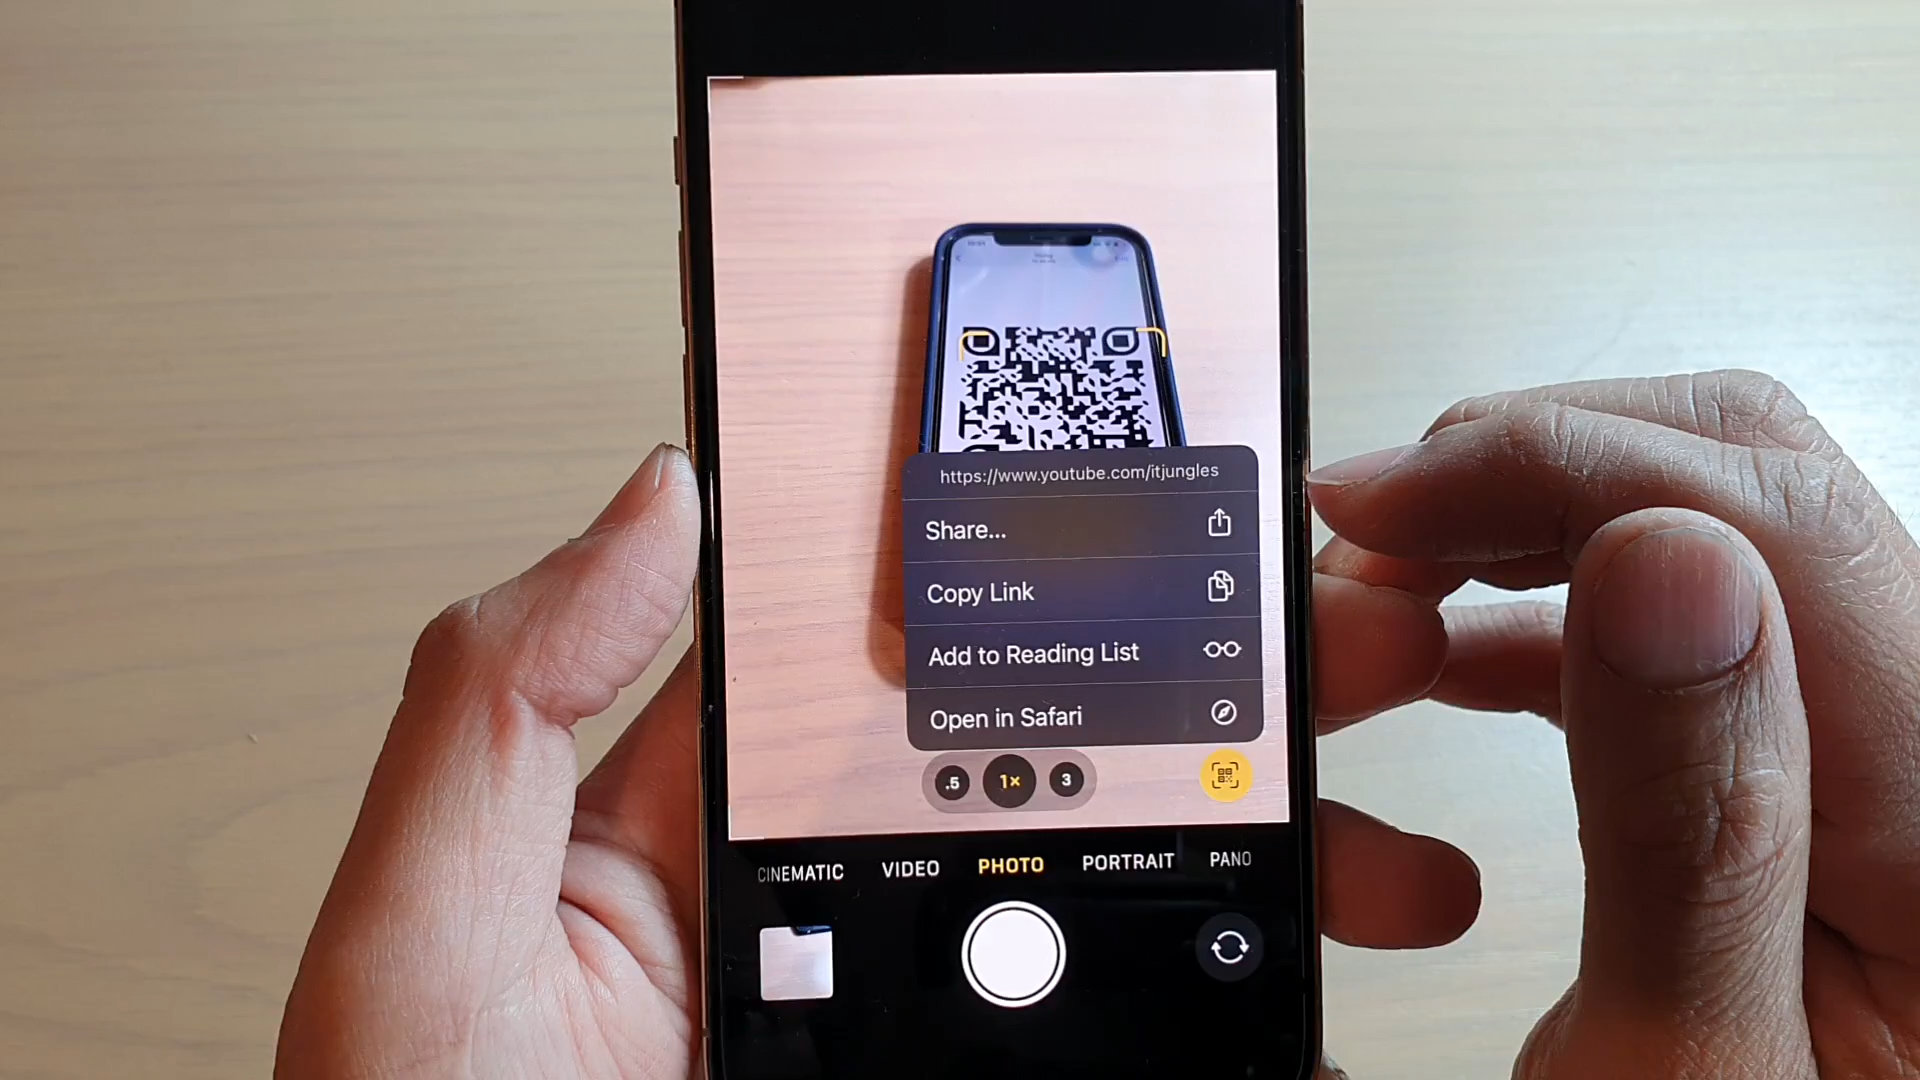 https://www.youtube.com/itjungles
Share...
Copy Link
Add to Reading List
Open in Safari
.5 1× 3
CINEMATIC VIDEO PHOTO PORTRAIT PANO